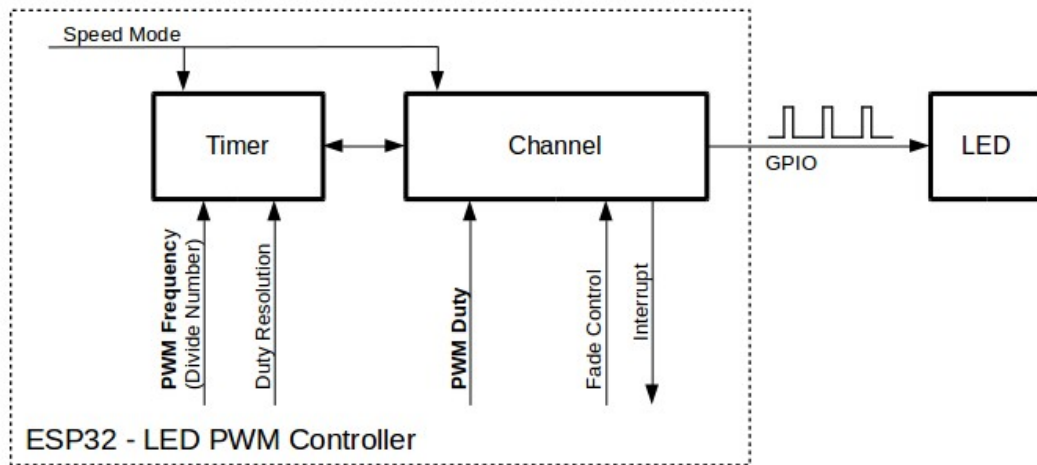 Speed Mode
Timer
Channel
GPIO
LED
PWM Frequency
(Divide Number)
Duty Resolution
PWM Duty
Fade Control
Interrupt
ESP32 - LED PWM Controller